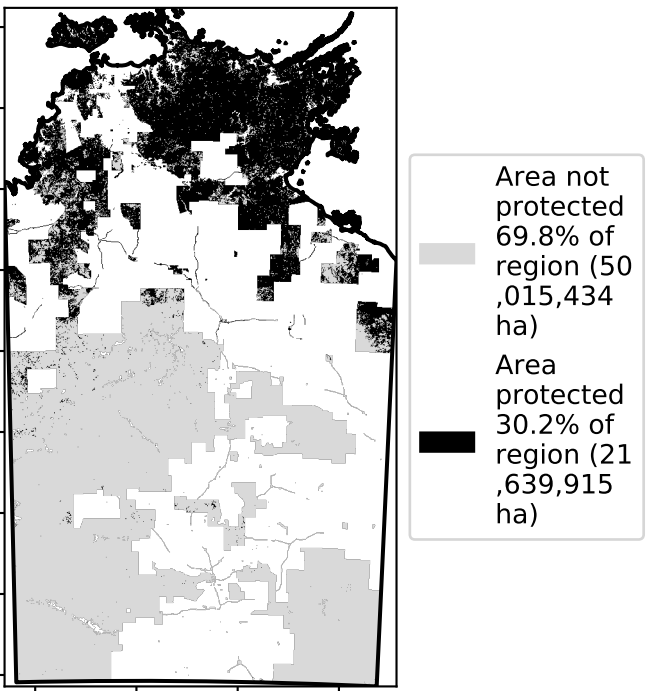 Area not
protected
69.8% of
region (50
,015,434
ha)
Area
protected
30.2% of
region (21
,639,915
ha)